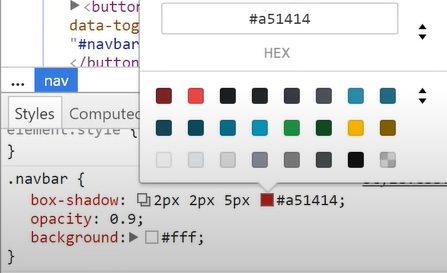 <button
data-tog
"#navbar
</button
#a51414
HEX
...
nav
Styles
Computed
element.style {
}
.navbar {
box-shadow: 2px 2px 5px #a51414;
opacity: 0.9;
background: #fff;
}